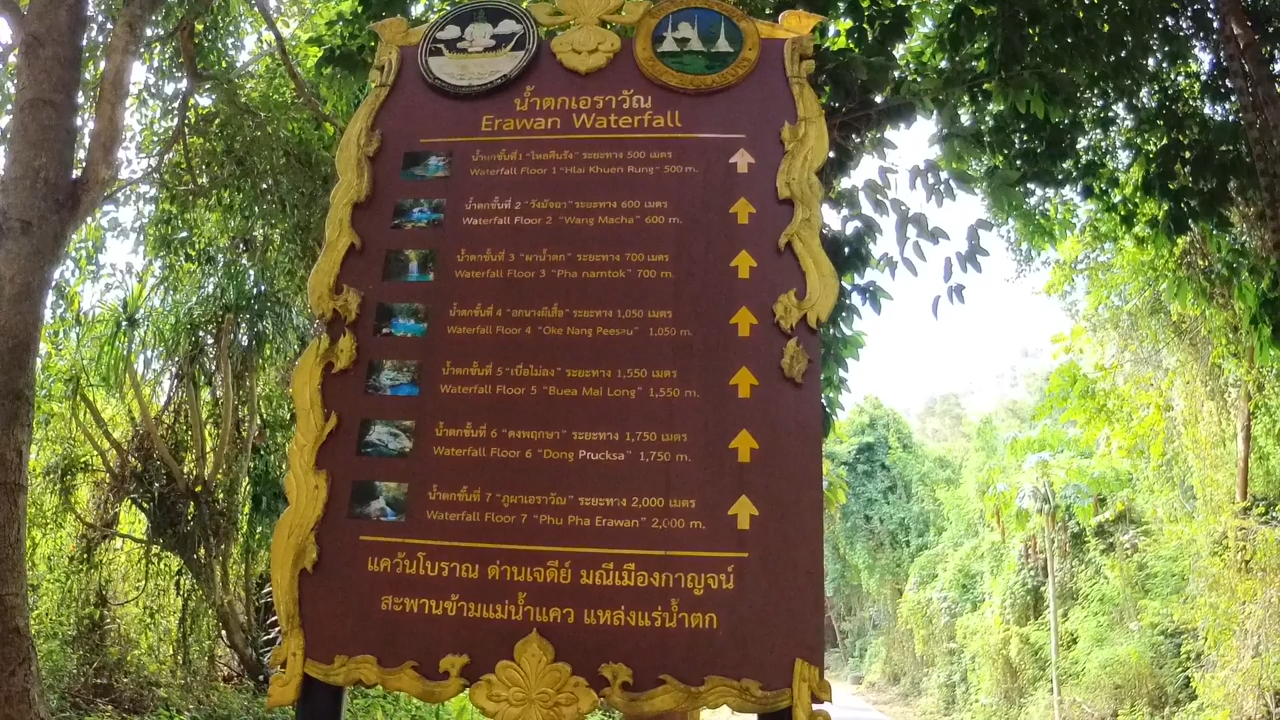 น้ำตกเอราวัณ
Erawan Waterfall
น้ำตกชั้นที่1 "ไหลคืนรัง" ระยะทาง 500 เมตร
Waterfall Floor 1 "Hlai Khuen Rung" 500 m.
น้ำตกชั้นที่ 2 "วังมัจฉา" ระยะทาง 600 เมตร
Waterfall Floor 2 "Wang Macha" 600 m.
น้ำตกชั้นที่ 3 "ผาน้ำตก" ระยะทาง 700 เมตร
Waterfall Floor 3 "Pha namtok" 700 m.
น้ำตกชั้นที่ 4 "อกนางผีเสื้อ" ระยะทาง 1,050 เมตร
Waterfall Floor 4 "Oke Nang Peesau" 1,050 m.
น้ำตกชั้นที่ 5 "เบื่อไม่ลง" ระยะทาง 1,550 เมตร
Waterfall Floor 5 "Buea Mai Long" 1,550 m.
น้ำตกชั้นที่ 6 "ดงพฤกษา" ระยะทาง 1,750 เมตร
Waterfall Floor 6 "Dong Prucksa" 1,750 m.
น้ำตกชั้นที่ 7 "ภูผาเอราวัณ" ระยะทาง 2,000 เมตร
Waterfall Floor 7 "Phu Pha Erawan" 2,000 m.
แคว้นโบราณ ด่านเจดีย์ มณีเมืองกาญจน์
สะพานข้ามแม่น้ำแคว แหล่งแร่น้ำตก